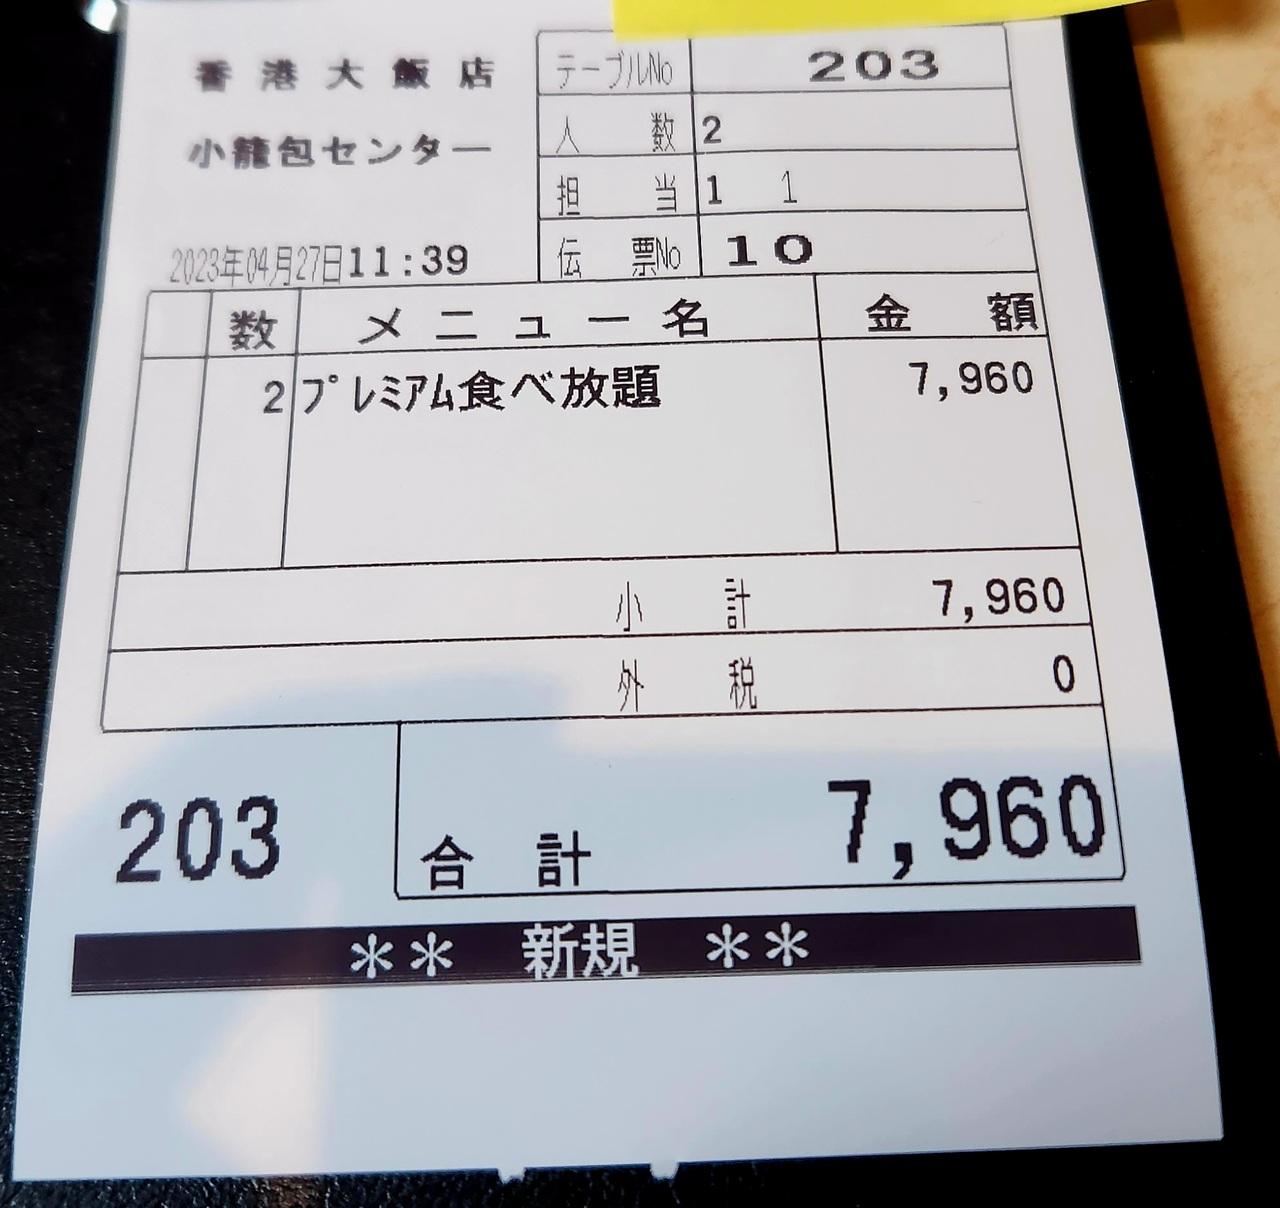 香港大飯店
小籠包センター
2023年04月27日11:39
テーブルNo 203
人数 2
担当 1 1
伝票No 10
数 メニュー名 金額
2 プレミアム食べ放題 7,960
小計 7,960
外税 0
203 合計 7,960
** 新規 **